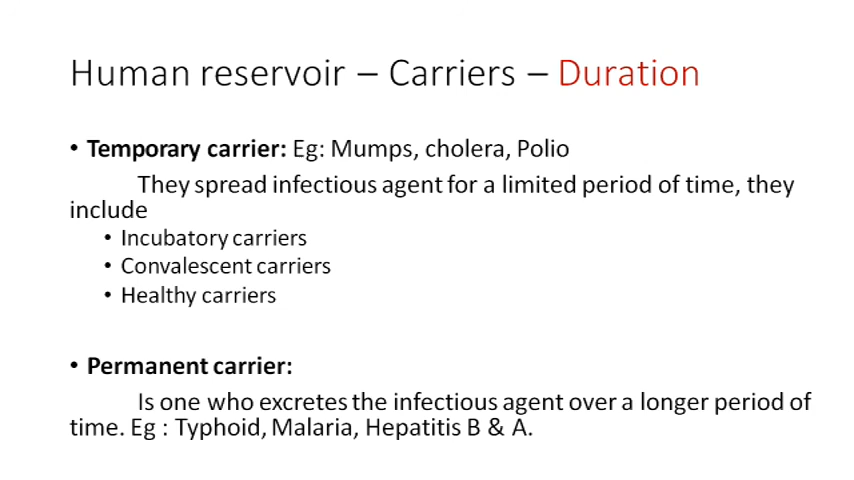 Human reservoir – Carriers – Duration
• Temporary carrier: Eg: Mumps, cholera, Polio
They spread infectious agent for a limited period of time, they
include
• Incubatory carriers
• Convalescent carriers
• Healthy carriers
• Permanent carrier:
Is one who excretes the infectious agent over a longer period of
time. Eg : Typhoid, Malaria, Hepatitis B & A.